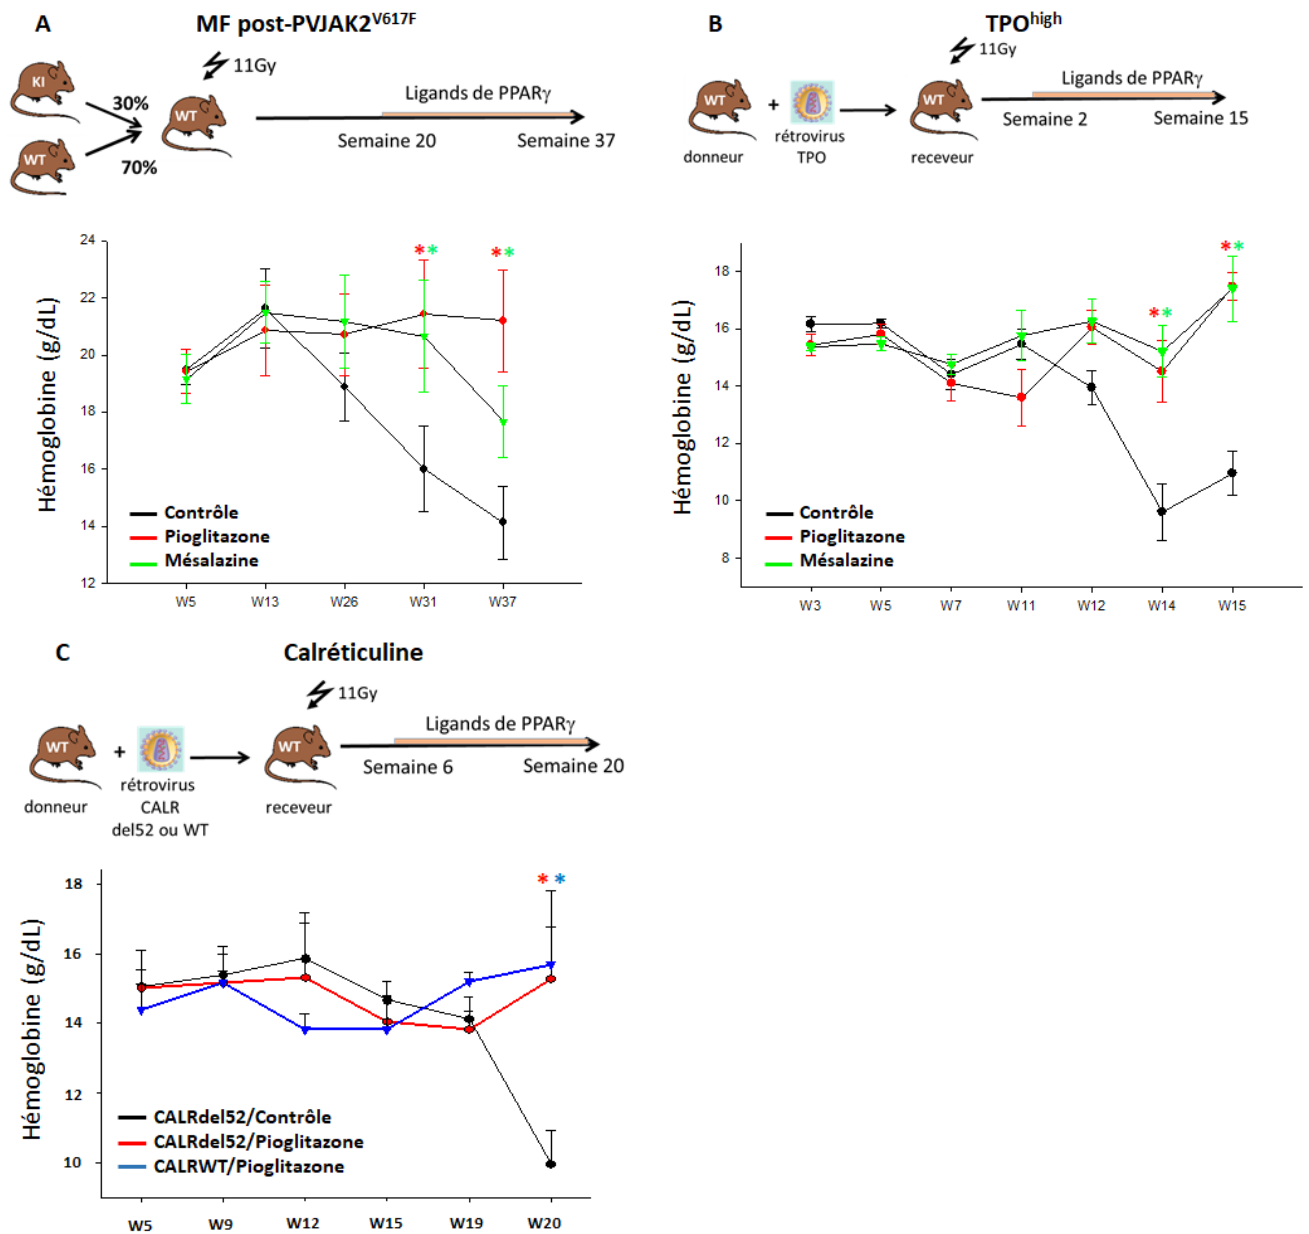 A
MF post-PVJAK2V617F
KI
WT
30%
70%
WT
11Gy
Ligands de PPARγ
Semaine 20
Semaine 37
Hémoglobine (g/dL)
24
22
20
18
16
14
12
* *
* *
Contrôle
Pioglitazone
Mésalazine
W5
W13
W26
W31
W37
B
TPOhigh
WT
donneur
+
rétrovirus
TPO
WT
receveur
11Gy
Ligands de PPARγ
Semaine 2
Semaine 15
Hémoglobine (g/dL)
18
16
14
12
10
8
* *
* *
Contrôle
Pioglitazone
Mésalazine
W3
W5
W7
W11
W12
W14
W15
C
Calréticuline
WT
donneur
+
rétrovirus
CALR
del52 ou WT
WT
receveur
11Gy
Ligands de PPARγ
Semaine 6
Semaine 20
Hémoglobine (g/dL)
18
16
14
12
10
* *
CALRdel52/Contrôle
CALRdel52/Pioglitazone
CALRWT/Pioglitazone
W5
W9
W12
W15
W19
W20